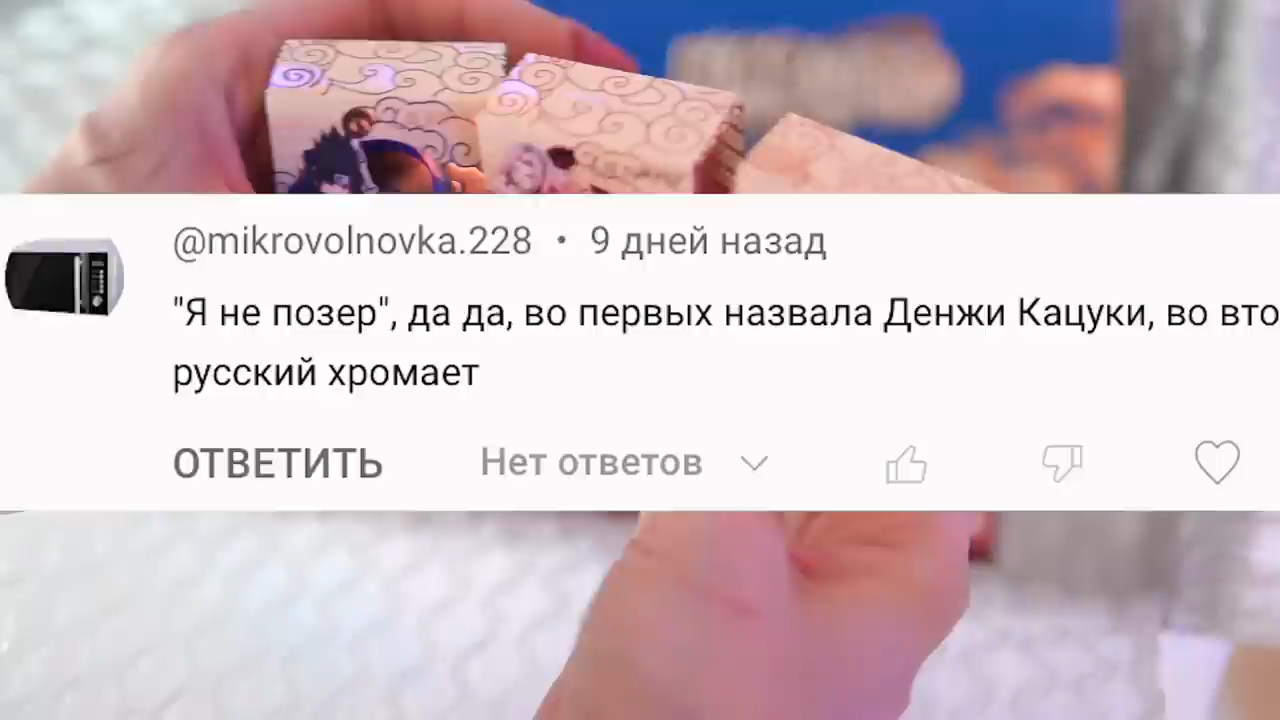 @mikrovolnovka.228 • 9 дней назад
"Я не позер", да да, во первых назвала Денжи Кацуки, во вто
русский хромает
ОТВЕТИТЬ Нет ответов